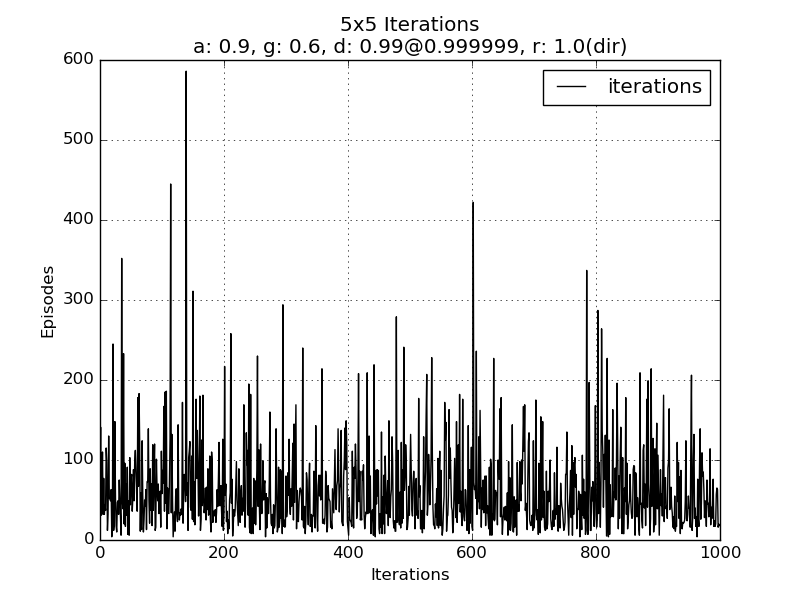 5x5 Iterations
a: 0.9, g: 0.6, d: 0.99@0.999999, r: 1.0(dir)
iterations
600
500
400
300
200
100
0
Episodes
0 200 400 600 800 1000
Iterations